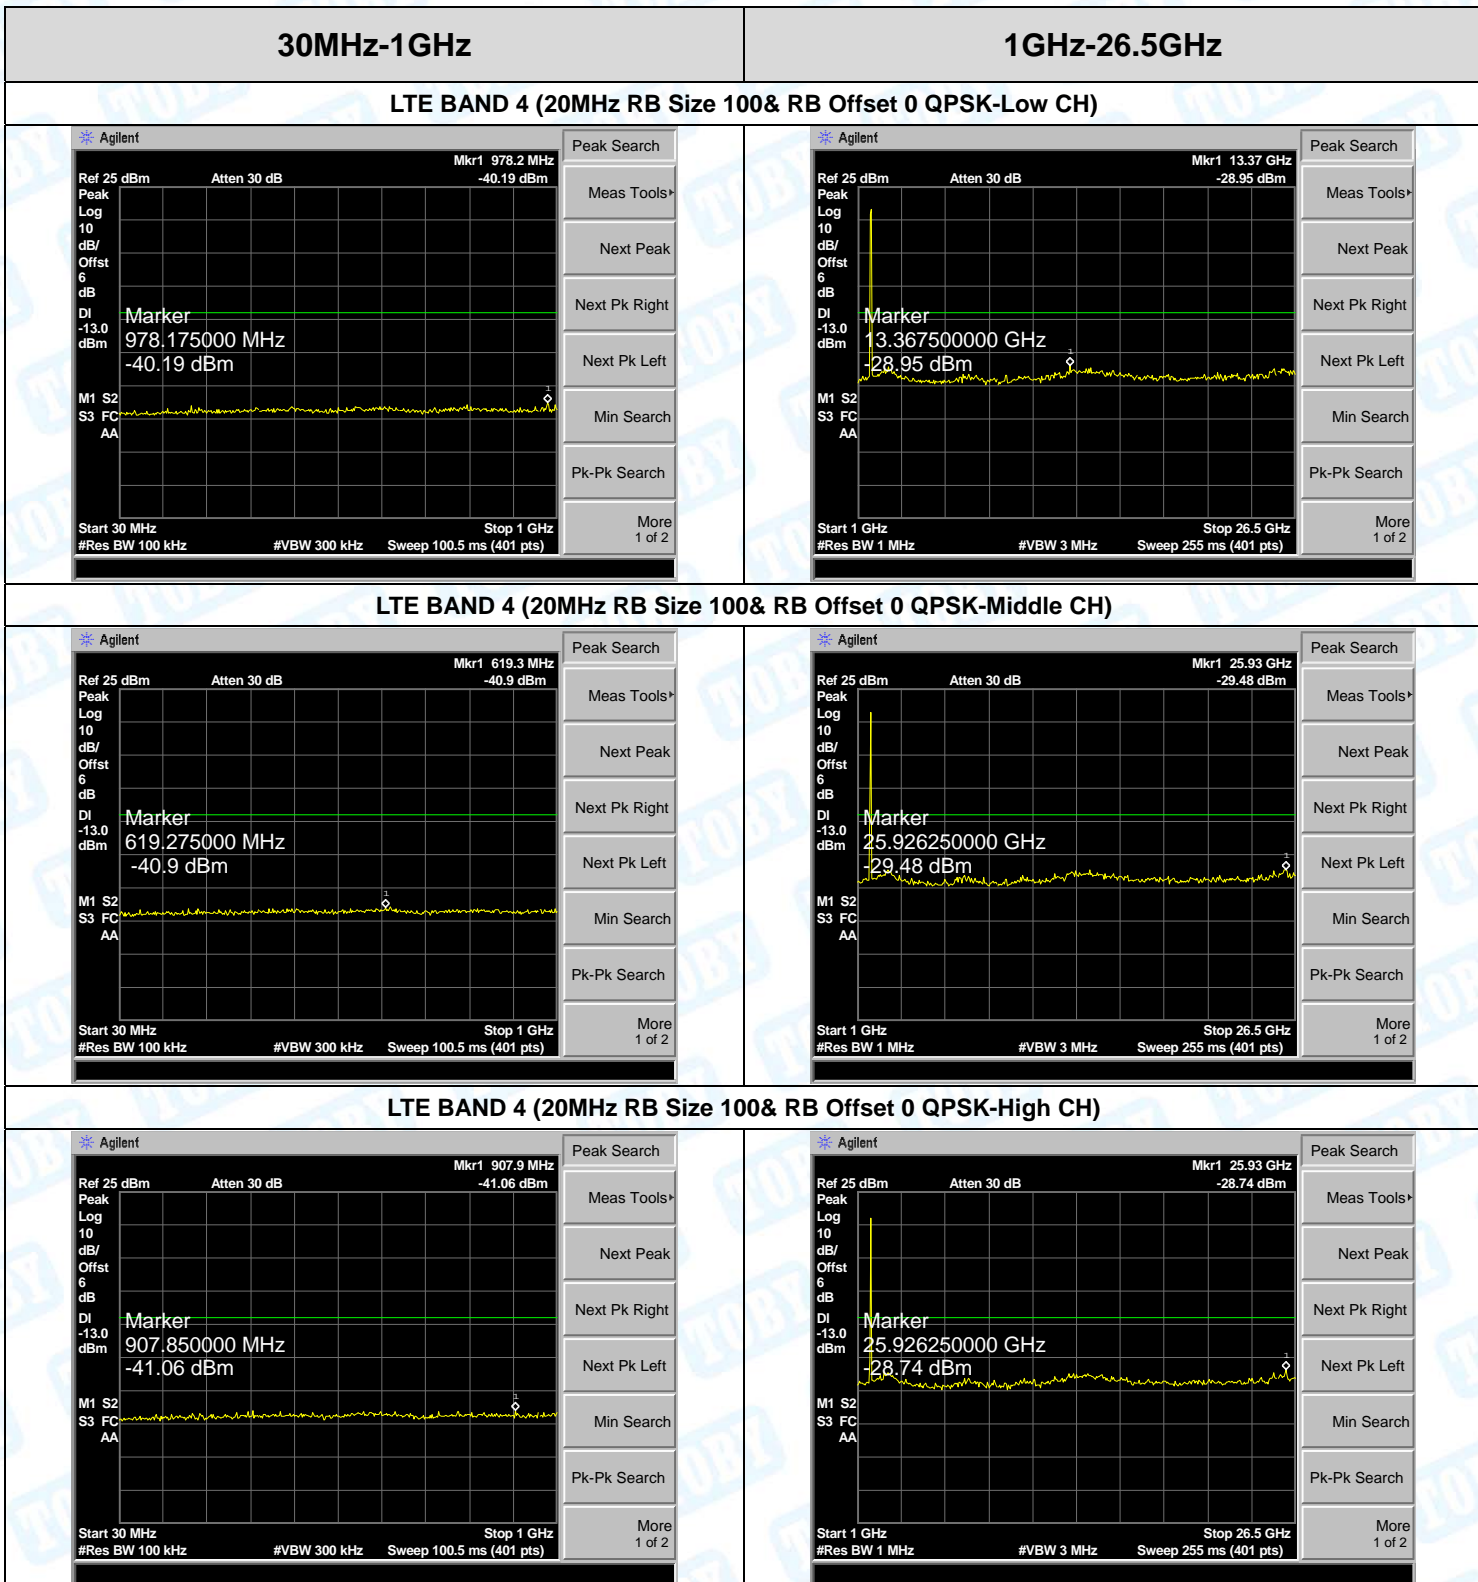 30MHz-1GHz
1GHz-26.5GHz
LTE BAND 4 (20MHz RB Size 100& RB Offset 0 QPSK-Low CH)
Agilent
Peak Search
Mkr1 978.2 MHz
Ref 25 dBm Atten 30 dB -40.19 dBm
Peak
Log
10
dB/
Offst
6
dB
DI
-13.0
dBm
Marker
978.175000 MHz
-40.19 dBm
1
M1 S2
S3 FC
AA
Start 30 MHz Stop 1 GHz
#Res BW 100 kHz #VBW 300 kHz Sweep 100.5 ms (401 pts)
Meas Tools
Next Peak
Next Pk Right
Next Pk Left
Min Search
Pk-Pk Search
More
1 of 2
Agilent
Peak Search
Mkr1 13.37 GHz
Ref 25 dBm Atten 30 dB -28.95 dBm
Peak
Log
10
dB/
Offst
6
dB
DI
-13.0
dBm
Marker
13.367500000 GHz
-28.95 dBm
1
M1 S2
S3 FC
AA
Start 1 GHz Stop 26.5 GHz
#Res BW 1 MHz #VBW 3 MHz Sweep 255 ms (401 pts)
Meas Tools
Next Peak
Next Pk Right
Next Pk Left
Min Search
Pk-Pk Search
More
1 of 2
LTE BAND 4 (20MHz RB Size 100& RB Offset 0 QPSK-Middle CH)
Agilent
Peak Search
Mkr1 619.3 MHz
Ref 25 dBm Atten 30 dB -40.9 dBm
Peak
Log
10
dB/
Offst
6
dB
DI
-13.0
dBm
Marker
619.275000 MHz
-40.9 dBm
1
M1 S2
S3 FC
AA
Start 30 MHz Stop 1 GHz
#Res BW 100 kHz #VBW 300 kHz Sweep 100.5 ms (401 pts)
Meas Tools
Next Peak
Next Pk Right
Next Pk Left
Min Search
Pk-Pk Search
More
1 of 2
Agilent
Peak Search
Mkr1 25.93 GHz
Ref 25 dBm Atten 30 dB -29.48 dBm
Peak
Log
10
dB/
Offst
6
dB
DI
-13.0
dBm
Marker
25.926250000 GHz
-29.48 dBm
1
M1 S2
S3 FC
AA
Start 1 GHz Stop 26.5 GHz
#Res BW 1 MHz #VBW 3 MHz Sweep 255 ms (401 pts)
Meas Tools
Next Peak
Next Pk Right
Next Pk Left
Min Search
Pk-Pk Search
More
1 of 2
LTE BAND 4 (20MHz RB Size 100& RB Offset 0 QPSK-High CH)
Agilent
Peak Search
Mkr1 907.9 MHz
Ref 25 dBm Atten 30 dB -41.06 dBm
Peak
Log
10
dB/
Offst
6
dB
DI
-13.0
dBm
Marker
907.850000 MHz
-41.06 dBm
1
M1 S2
S3 FC
AA
Start 30 MHz Stop 1 GHz
#Res BW 100 kHz #VBW 300 kHz Sweep 100.5 ms (401 pts)
Meas Tools
Next Peak
Next Pk Right
Next Pk Left
Min Search
Pk-Pk Search
More
1 of 2
Agilent
Peak Search
Mkr1 25.93 GHz
Ref 25 dBm Atten 30 dB -28.74 dBm
Peak
Log
10
dB/
Offst
6
dB
DI
-13.0
dBm
Marker
25.926250000 GHz
-28.74 dBm
1
M1 S2
S3 FC
AA
Start 1 GHz Stop 26.5 GHz
#Res BW 1 MHz #VBW 3 MHz Sweep 255 ms (401 pts)
Meas Tools
Next Peak
Next Pk Right
Next Pk Left
Min Search
Pk-Pk Search
More
1 of 2
TOBY